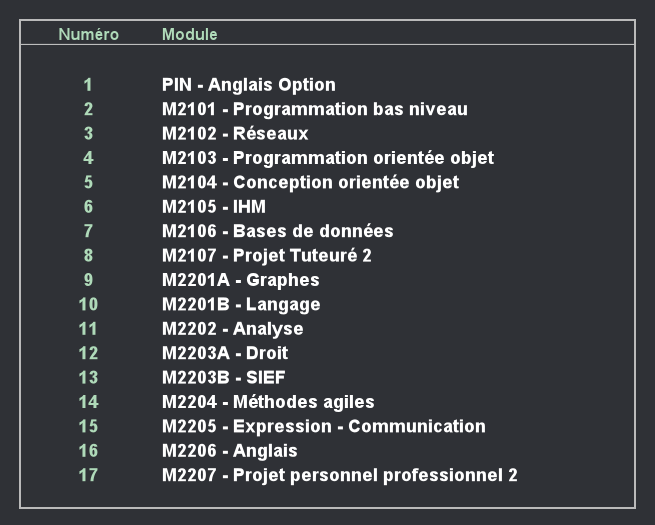 Numéro Module
1 PIN - Anglais Option
2 M2101 - Programmation bas niveau
3 M2102 - Réseaux
4 M2103 - Programmation orientée objet
5 M2104 - Conception orientée objet
6 M2105 - IHM
7 M2106 - Bases de données
8 M2107 - Projet Tuteuré 2
9 M2201A - Graphes
10 M2201B - Langage
11 M2202 - Analyse
12 M2203A - Droit
13 M2203B - SIEF
14 M2204 - Méthodes agiles
15 M2205 - Expression - Communication
16 M2206 - Anglais
17 M2207 - Projet personnel professionnel 2